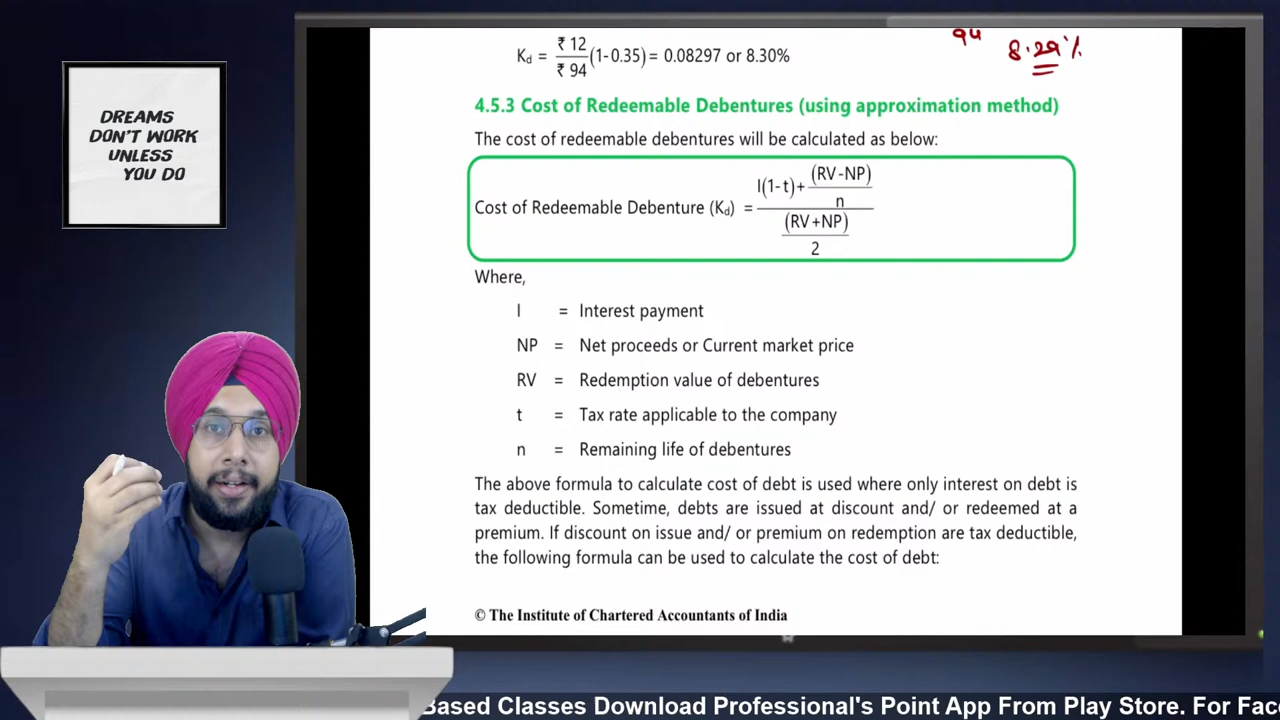 DREAMS
DON'T WORK
UNLESS
YOU DO
94
8.29%
Kd = ₹ 12 / ₹ 94 (1-0.35) = 0.08297 or 8.30%
4.5.3 Cost of Redeemable Debentures (using approximation method)
The cost of redeemable debentures will be calculated as below:
Cost of Redeemable Debenture (Kd) = I(1-t)+ (RV-NP) / n / (RV+NP) / 2
Where,
I = Interest payment
NP = Net proceeds or Current market price
RV = Redemption value of debentures
t = Tax rate applicable to the company
n = Remaining life of debentures
The above formula to calculate cost of debt is used where only interest on debt is
tax deductible. Sometime, debts are issued at discount and/ or redeemed at a
premium. If discount on issue and/ or premium on redemption are tax deductible,
the following formula can be used to calculate the cost of debt:
© The Institute of Chartered Accountants of India
Based Classes Download Professional's Point App From Play Store. For Fac